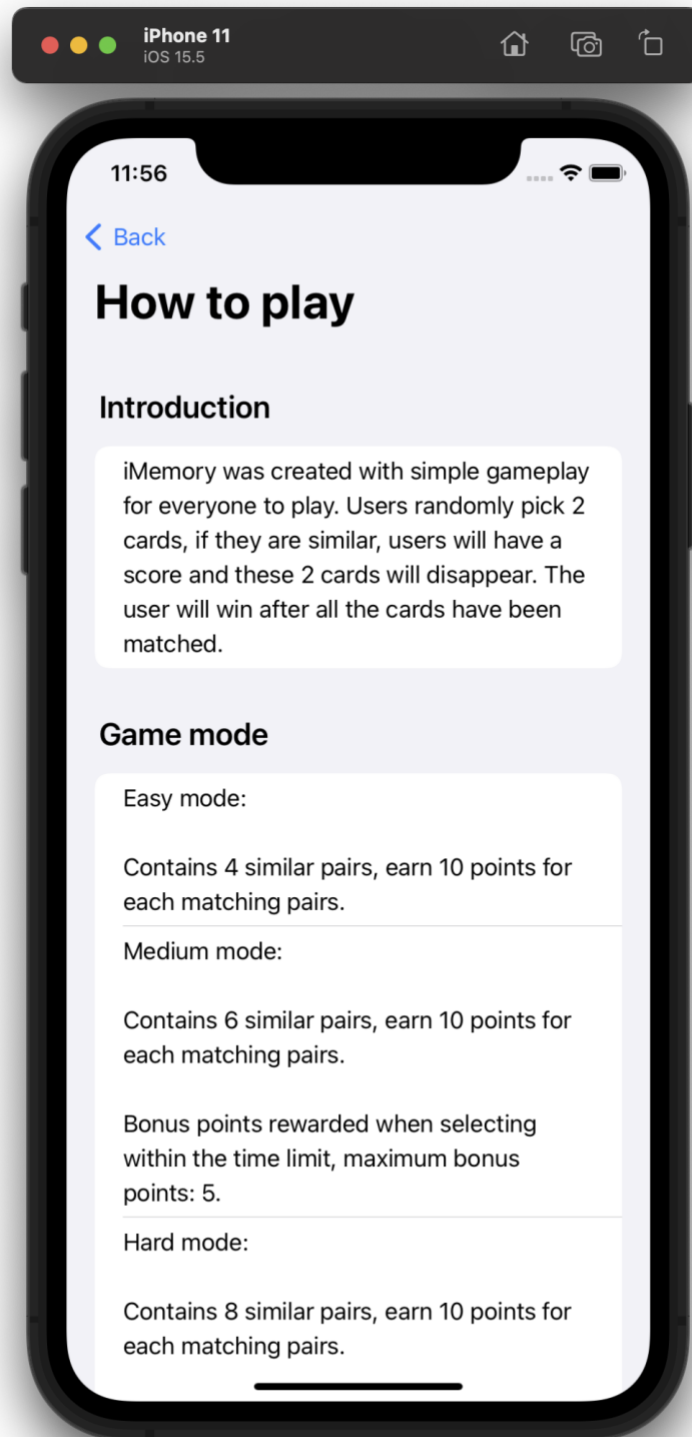 iPhone 11
iOS 15.5
11:56
Back
How to play
Introduction
iMemory was created with simple gameplay
for everyone to play. Users randomly pick 2
cards, if they are similar, users will have a
score and these 2 cards will disappear. The
user will win after all the cards have been
matched.
Game mode
Easy mode:
Contains 4 similar pairs, earn 10 points for
each matching pairs.
Medium mode:
Contains 6 similar pairs, earn 10 points for
each matching pairs.
Bonus points rewarded when selecting
within the time limit, maximum bonus
points: 5.
Hard mode:
Contains 8 similar pairs, earn 10 points for
each matching pairs.